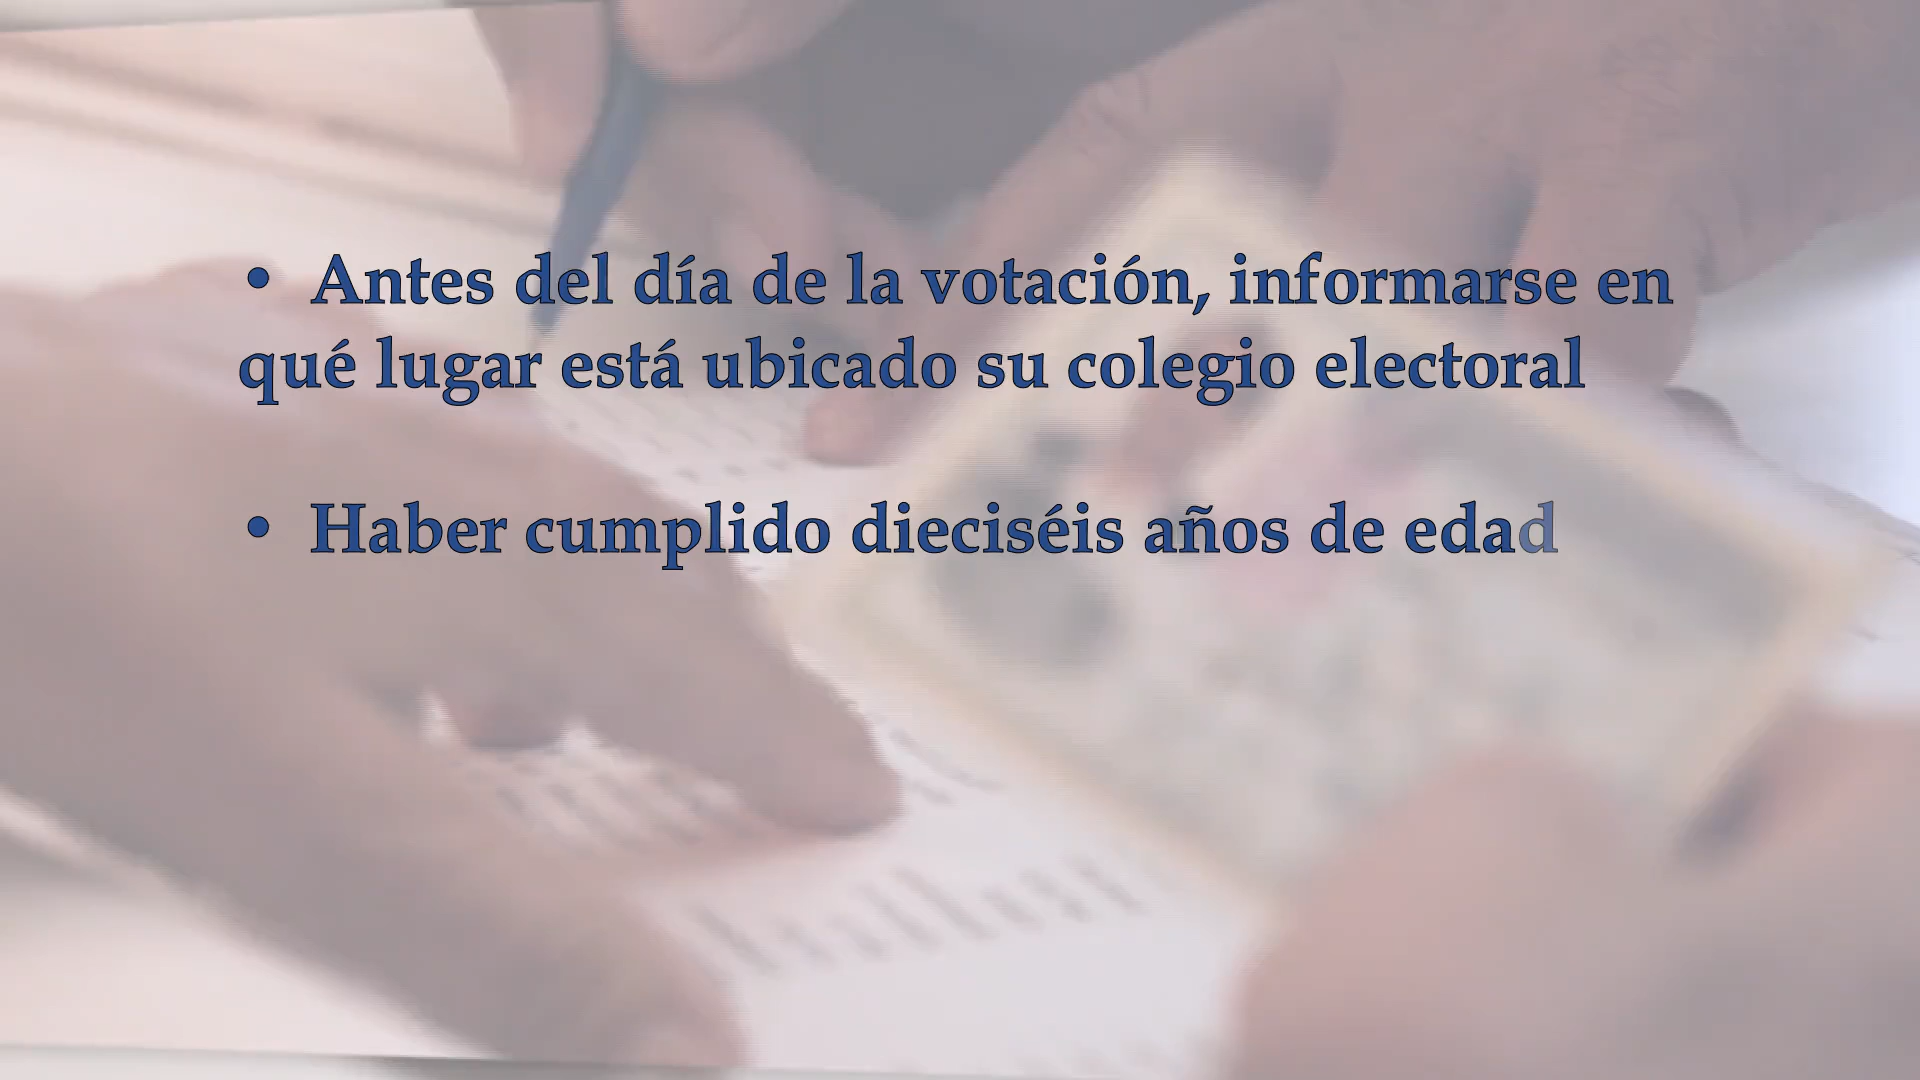 • Antes del día de la votación, informarse en
qué lugar está ubicado su colegio electoral
• Haber cumplido dieciséis años de edad